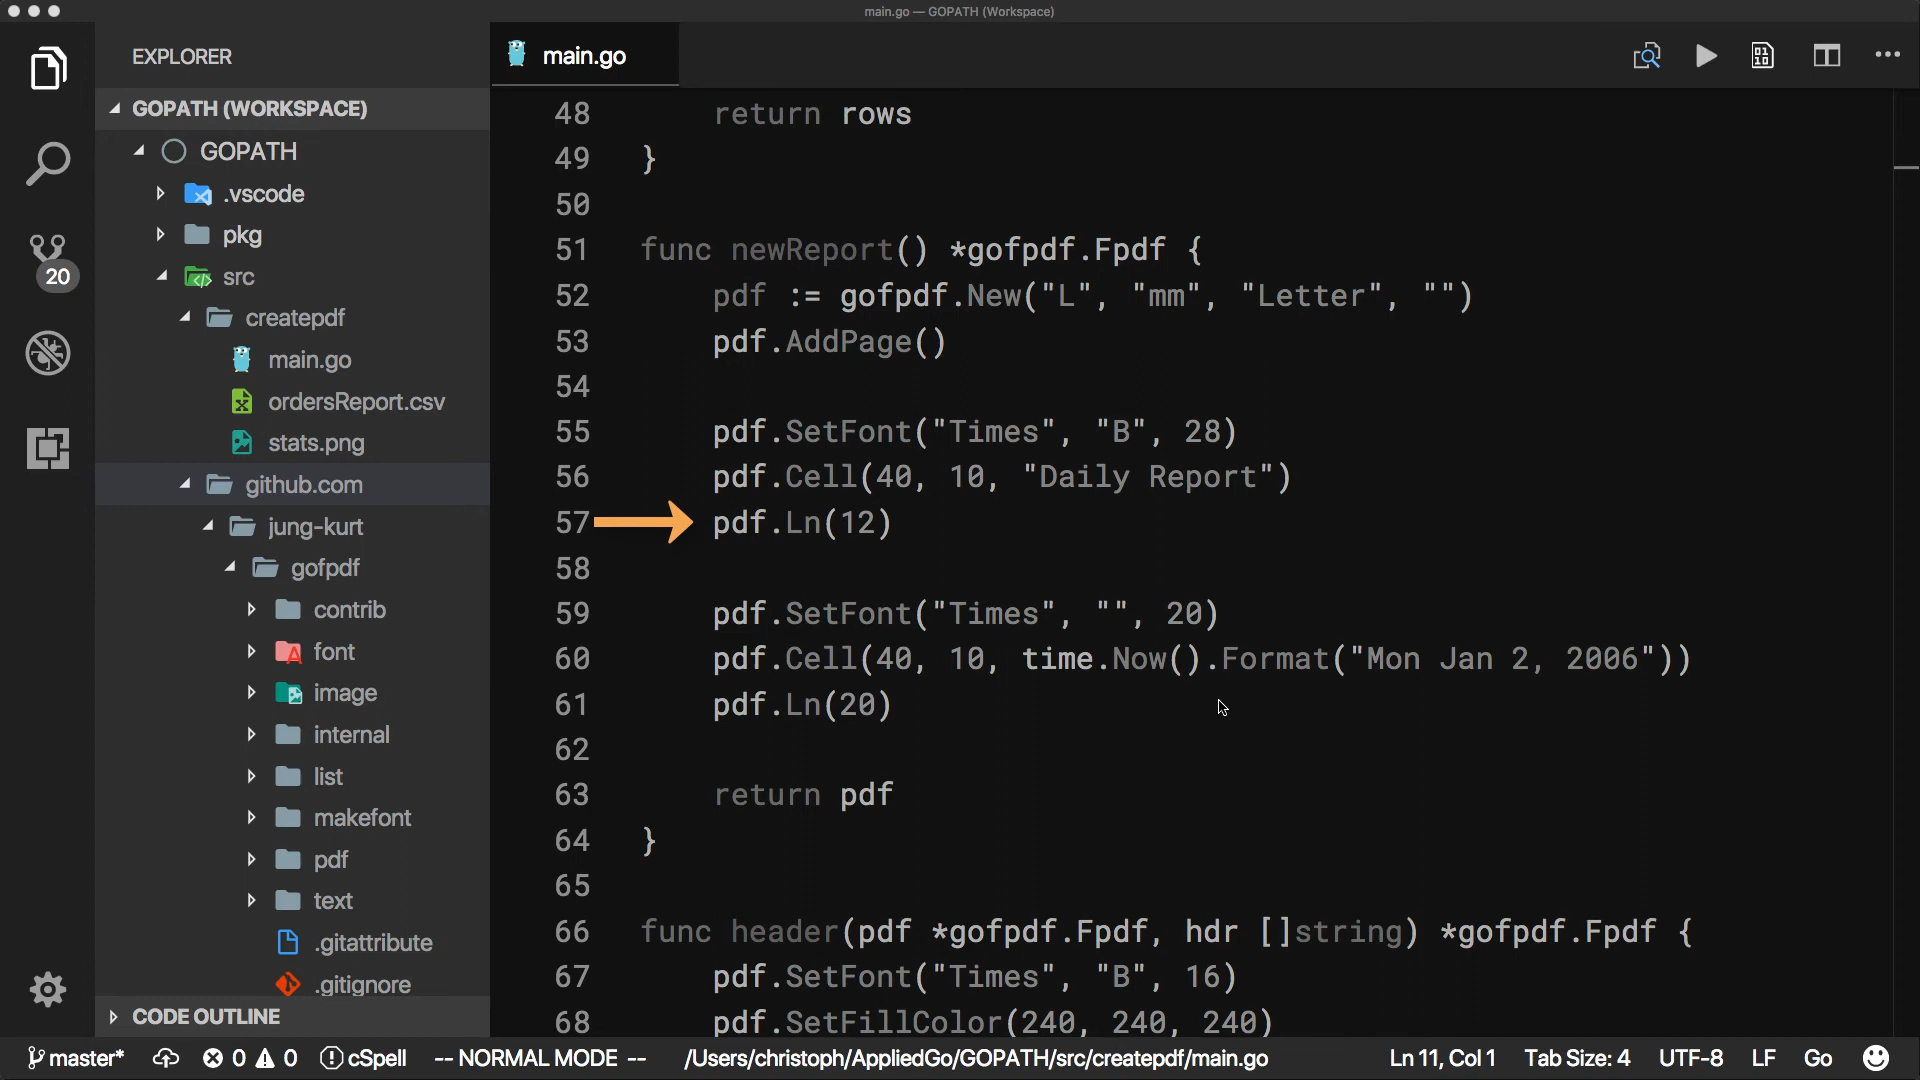 main.go — GOPATH (Workspace)
EXPLORER
GOPATH (WORKSPACE)
GOPATH
.vscode
pkg
src
createpdf
main.go
ordersReport.csv
stats.png
github.com
jung-kurt
gofpdf
contrib
font
image
internal
list
makefont
pdf
text
.gitattribute
.gitignore
CODE OUTLINE
20
main.go
48 return rows
49 }
50
51 func newReport() *gofpdf.Fpdf {
52 pdf := gofpdf.New("L", "mm", "Letter", "")
53 pdf.AddPage()
54
55 pdf.SetFont("Times", "B", 28)
56 pdf.Cell(40, 10, "Daily Report")
57 pdf.Ln(12)
58
59 pdf.SetFont("Times", "", 20)
60 pdf.Cell(40, 10, time.Now().Format("Mon Jan 2, 2006"))
61 pdf.Ln(20)
62
63 return pdf
64 }
65
66 func header(pdf *gofpdf.Fpdf, hdr []string) *gofpdf.Fpdf {
67 pdf.SetFont("Times", "B", 16)
68 pdf.SetFillColor(240, 240, 240)
master* 0 0 cSpell -- NORMAL MODE -- /Users/christoph/AppliedGo/GOPATH/src/createpdf/main.go Ln 11, Col 1 Tab Size: 4 UTF-8 LF Go